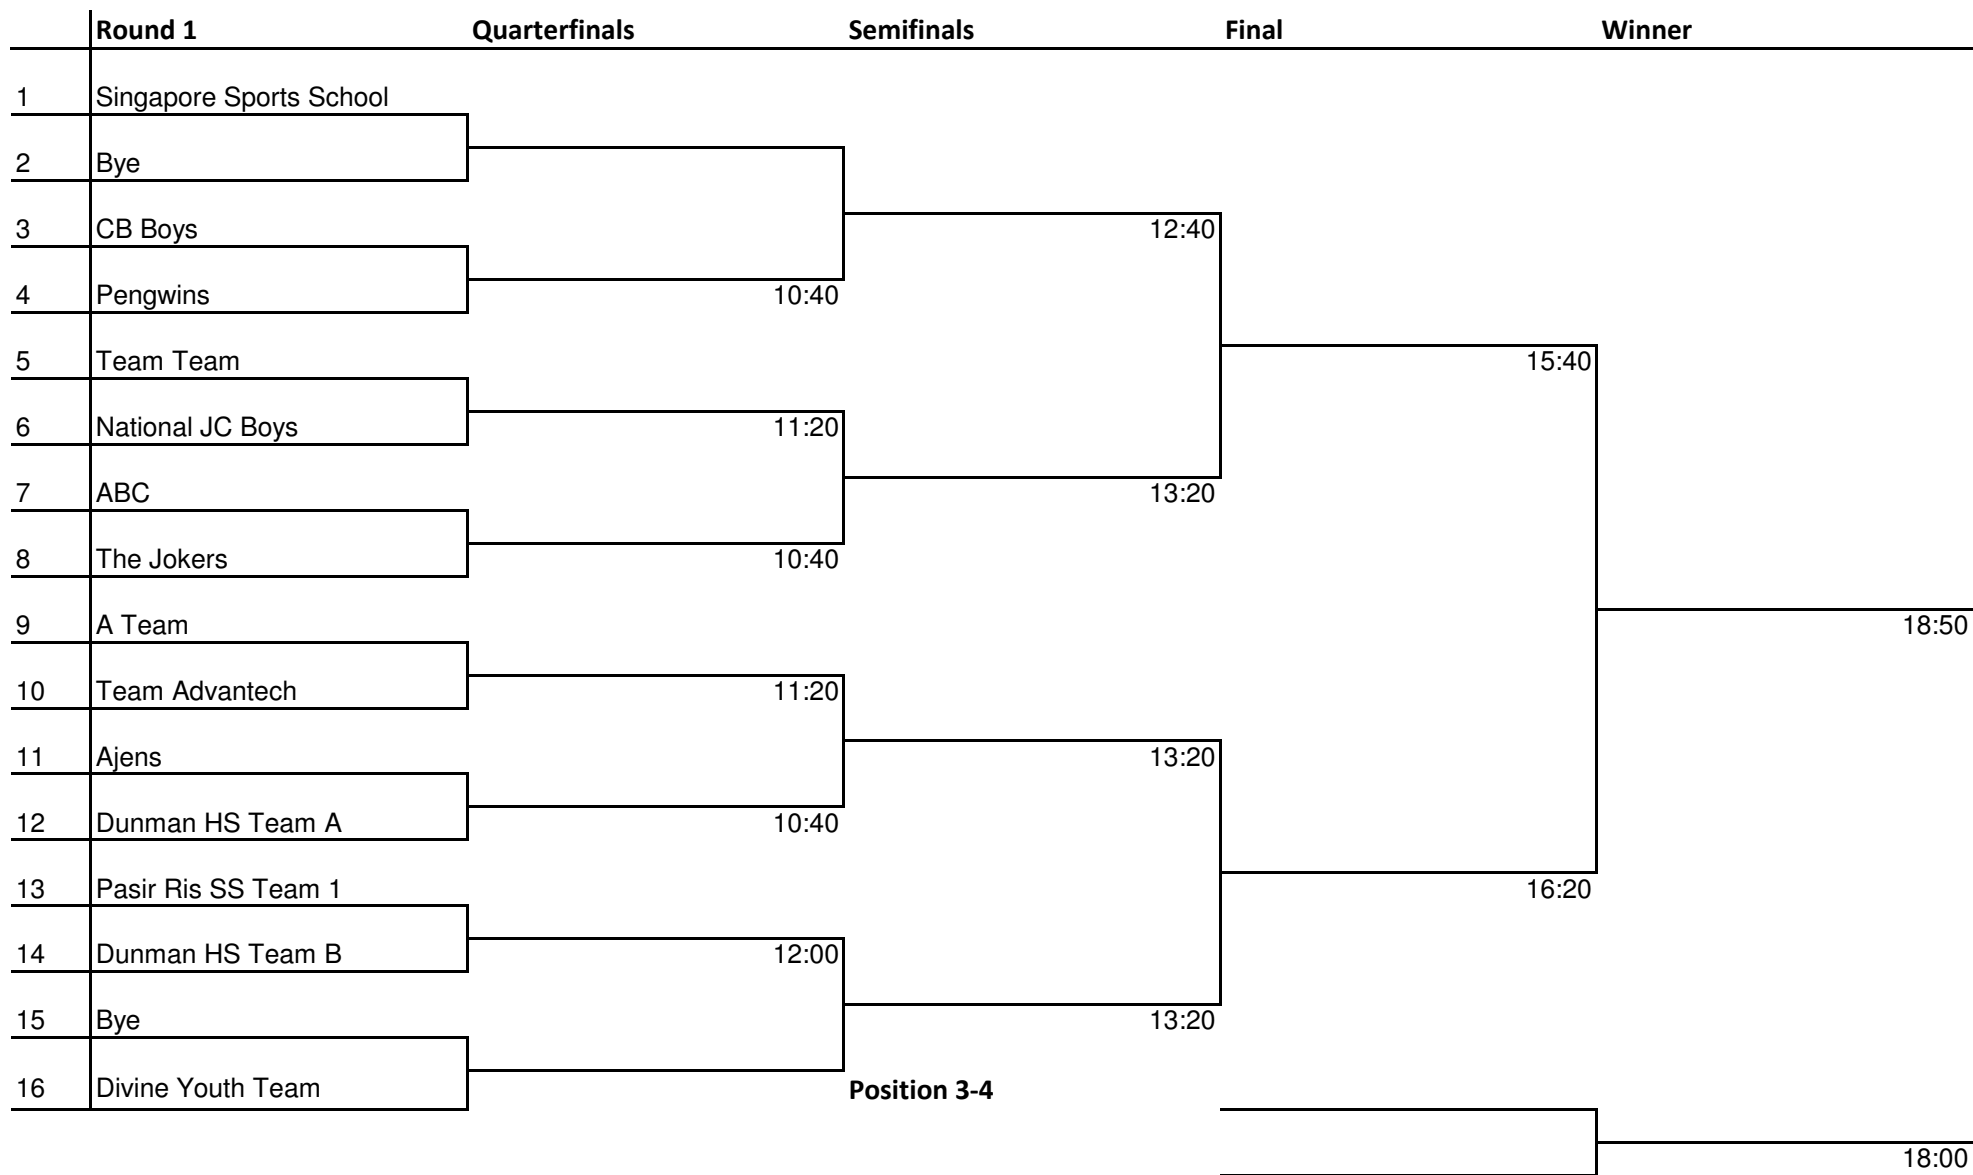 Round 1 Quarterfinals Semifinals Final Winner
1 Singapore Sports School
2 Bye
3 CB Boys 12:40
4 Pengwins 10:40
5 Team Team 15:40
6 National JC Boys 11:20
7 ABC 13:20
8 The Jokers 10:40
9 A Team 18:50
10 Team Advantech 11:20
11 Ajens 13:20
12 Dunman HS Team A 10:40
13 Pasir Ris SS Team 1 16:20
14 Dunman HS Team B 12:00
15 Bye 13:20
16 Divine Youth Team Position 3-4
18:00